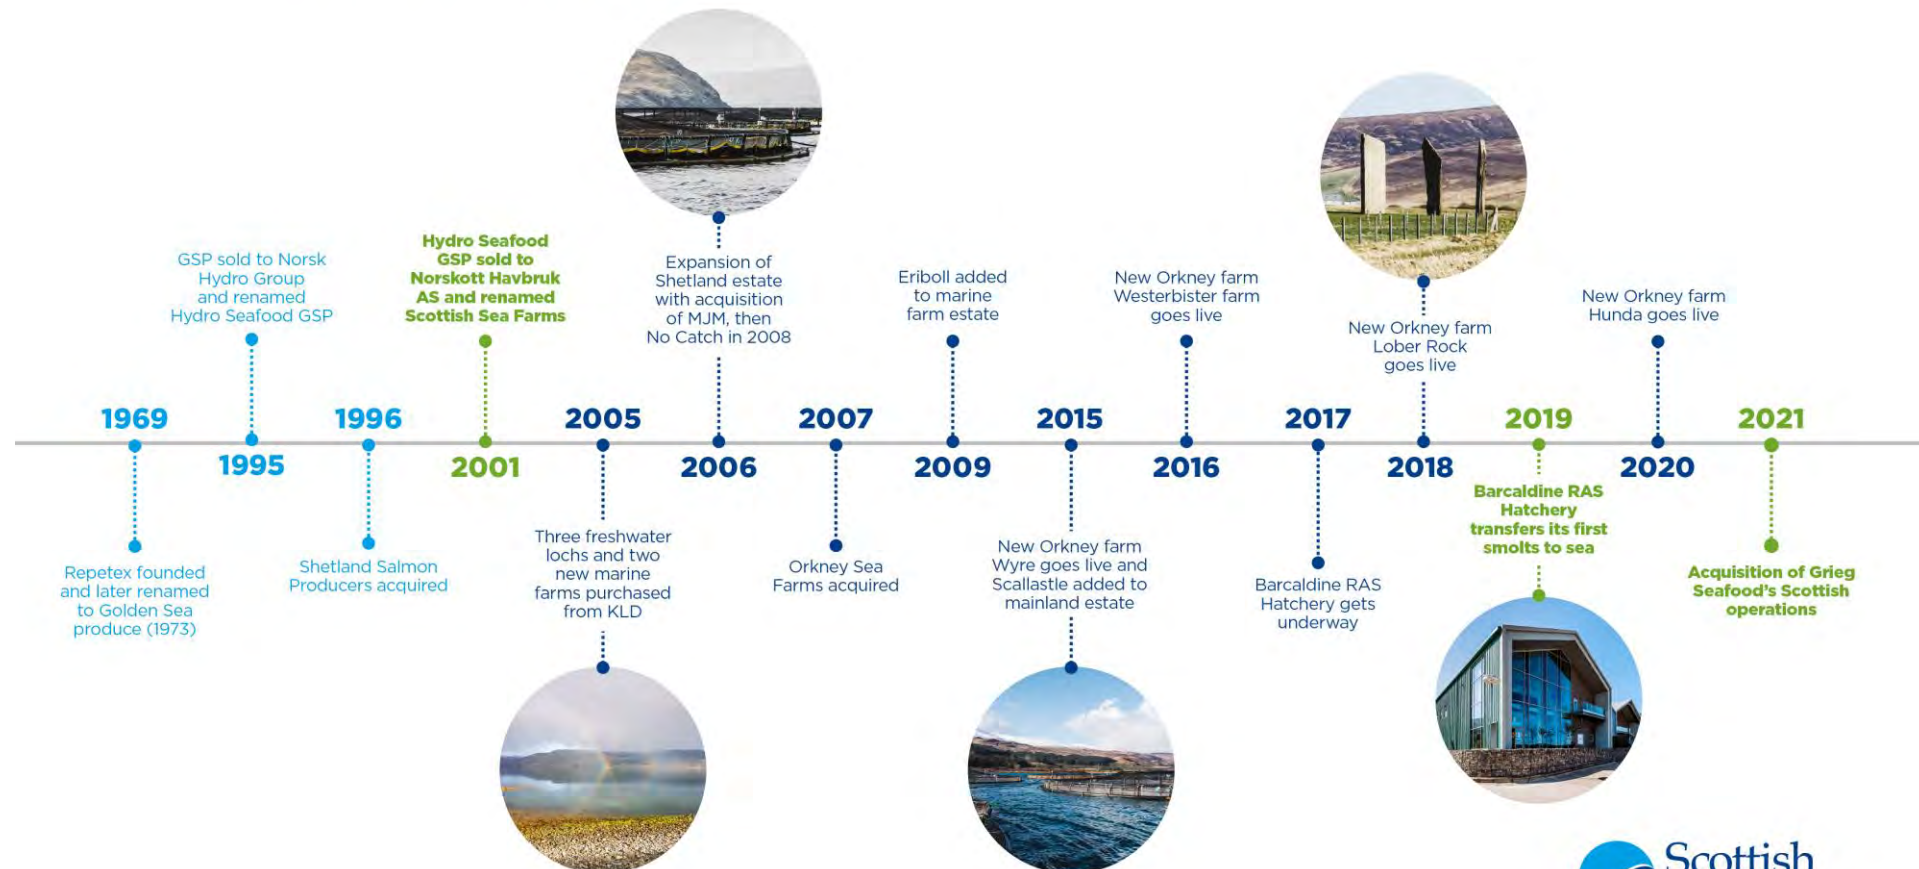 1969
Repetex founded
and later renamed
to Golden Sea
produce (1973)
GSP sold to Norsk
Hydro Group
and renamed
Hydro Seafood GSP
1995
1996
Shetland Salmon
Producers acquired
Hydro Seafood
GSP sold to
Norskott Havbruk
AS and renamed
Scottish Sea Farms
2001
2005
Three freshwater
lochs and two
new marine
farms purchased
from KLD
Expansion of
Shetland estate
with acquisition
of MJM, then
No Catch in 2008
2006
2007
Orkney Sea
Farms acquired
Eriboll added
to marine
farm estate
2009
2015
New Orkney farm
Wyre goes live and
Scallastle added to
mainland estate
New Orkney farm
Westerbister farm
goes live
2016
2017
Barcaldine RAS
Hatchery gets
underway
New Orkney farm
Lober Rock
goes live
2018
2019
Barcaldine RAS
Hatchery
transfers its first
smolts to sea
New Orkney farm
Hunda goes live
2020
2021
Acquisition of Grieg
Seafood's Scottish
operations
Scottish